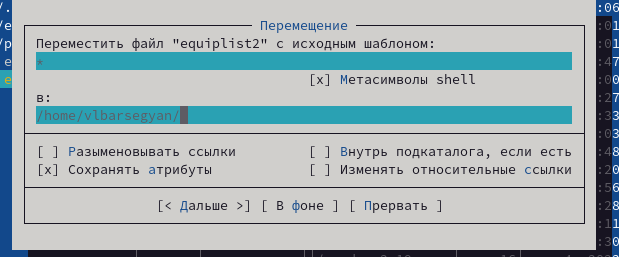 Перемещение
Переместить файл "equiplist2" с исходным шаблоном:
*
[x] Метасимволы shell
в:
/home/vlbarsegyan/
[ ] Разыменовывать ссылки [ ] Внутрь подкаталога, если есть
[x] Сохранять атрибуты [ ] Изменять относительные ссылки
[< Дальше >] [ В фоне ] [ Прервать ]